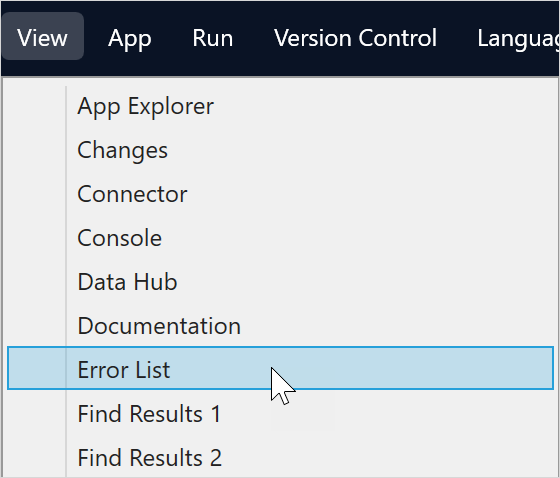 View App Run Version Control
App Explorer
Changes
Connector
Console
Data Hub
Documentation
Error List
Find Results 1
Find Results 2